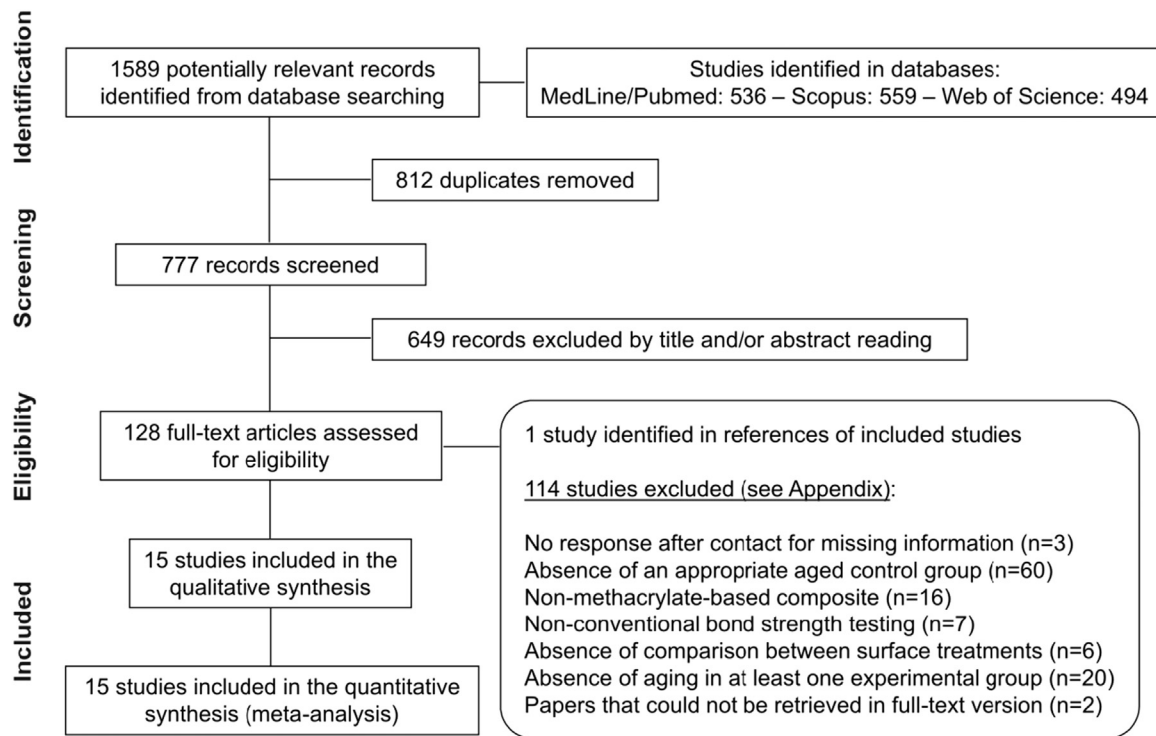 Identification
1589 potentially relevant records
identified from database searching
Studies identified in databases:
MedLine/Pubmed: 536 – Scopus: 559 – Web of Science: 494
812 duplicates removed
Screening
777 records screened
649 records excluded by title and/or abstract reading
Eligibility
128 full-text articles assessed
for eligibility
1 study identified in references of included studies
114 studies excluded (see Appendix):
No response after contact for missing information (n=3)
Absence of an appropriate aged control group (n=60)
Non-methacrylate-based composite (n=16)
Non-conventional bond strength testing (n=7)
Absence of comparison between surface treatments (n=6)
Absence of aging in at least one experimental group (n=20)
Papers that could not be retrieved in full-text version (n=2)
Included
15 studies included in the
qualitative synthesis
15 studies included in the quantitative
synthesis (meta-analysis)